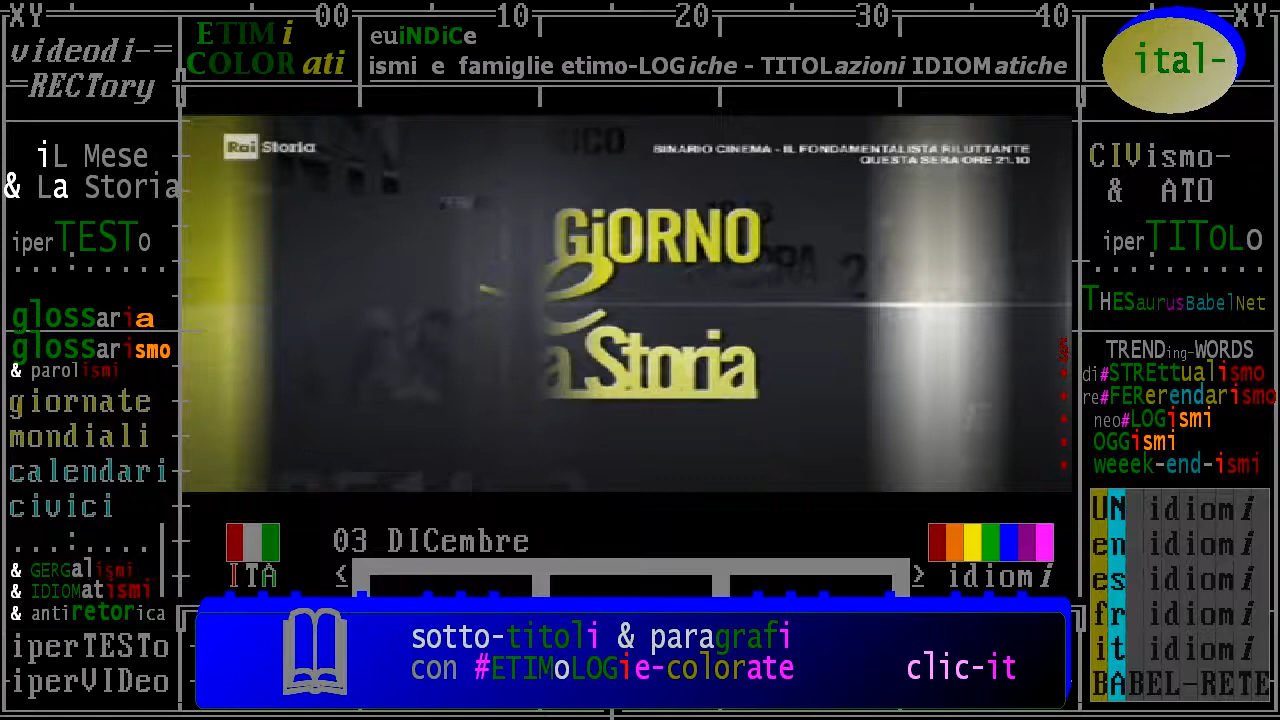 XY 00 10 20 30 40 XY
videodi-=
=RECTory
ETIMi
COLORati
euiNDiCe
ismi e famiglie etimo-LOGiche - TITOLazioni IDIOMatiche
ital-
iL Mese
& La Storia
iperTESTo
glossaria
glossarismo
& parolismi
giornate
mondiali
calendari
civici
& GERGalismi
& IDIOMatismi
& antiretorica
iperTESTo
iperVIDeo
Rai Storia
SINARIO CINEMA - IL FONDAMENTALISTA RILUTTANTE
QUESTA SERA ORE 21.10
GiORNO
a Storia
CIVismo-
& ATO
iperTITOLO
THESaurusBabelNet
TRENDing-WORDS
di#STREttualismo
re#FERerendarismo
neo#LOGismi
OGGismi
weeek-end-ismi
UN idiomi
en idiomi
es idiomi
fr idiomi
it idiomi
BABEL-RETE
03 DICembre
ITA < > idiomi
sotto-titoli & paragrafi
con #ETIMoLOGie-colorate clic-it